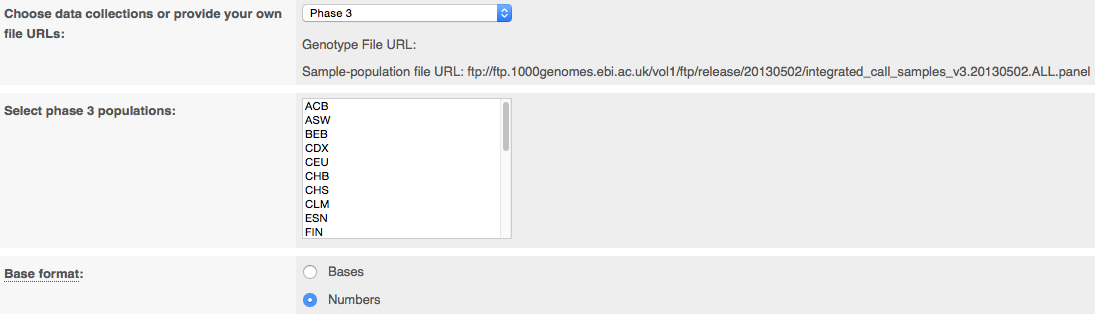 Choose data collections or provide your own
file URLs:
Phase 3
Genotype File URL:
Sample-population file URL: ftp://ftp.1000genomes.ebi.ac.uk/vol1/ftp/release/20130502/integrated_call_samples_v3.20130502.ALL.panel
Select phase 3 populations:
ACB
ASW
BEB
CDX
CEU
CHB
CHS
CLM
ESN
FIN
Base format:
Bases
Numbers